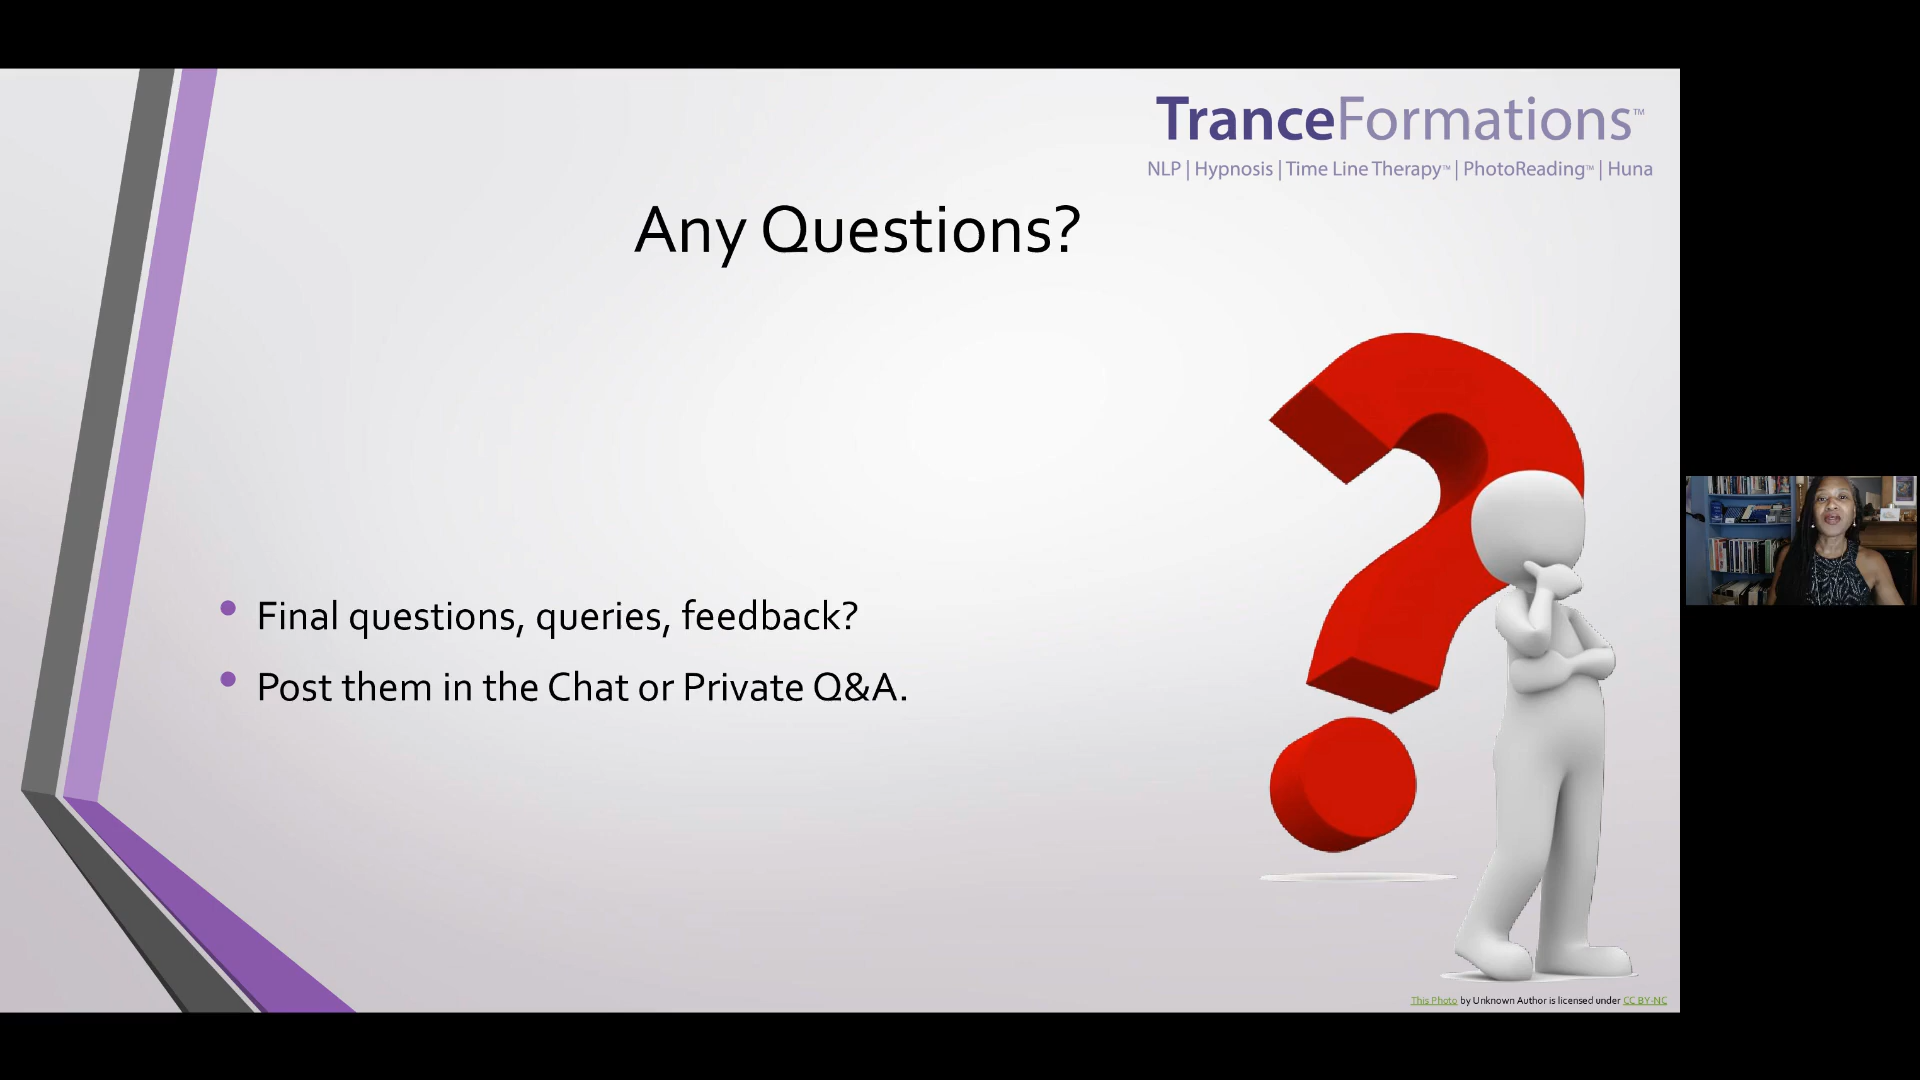 TranceFormations™
NLP | Hypnosis | Time Line Therapy™ | PhotoReading™ | Huna
Any Questions?
• Final questions, queries, feedback?
• Post them in the Chat or Private Q&A.
This Photo by Unknown Author is licensed under CC BY-NC